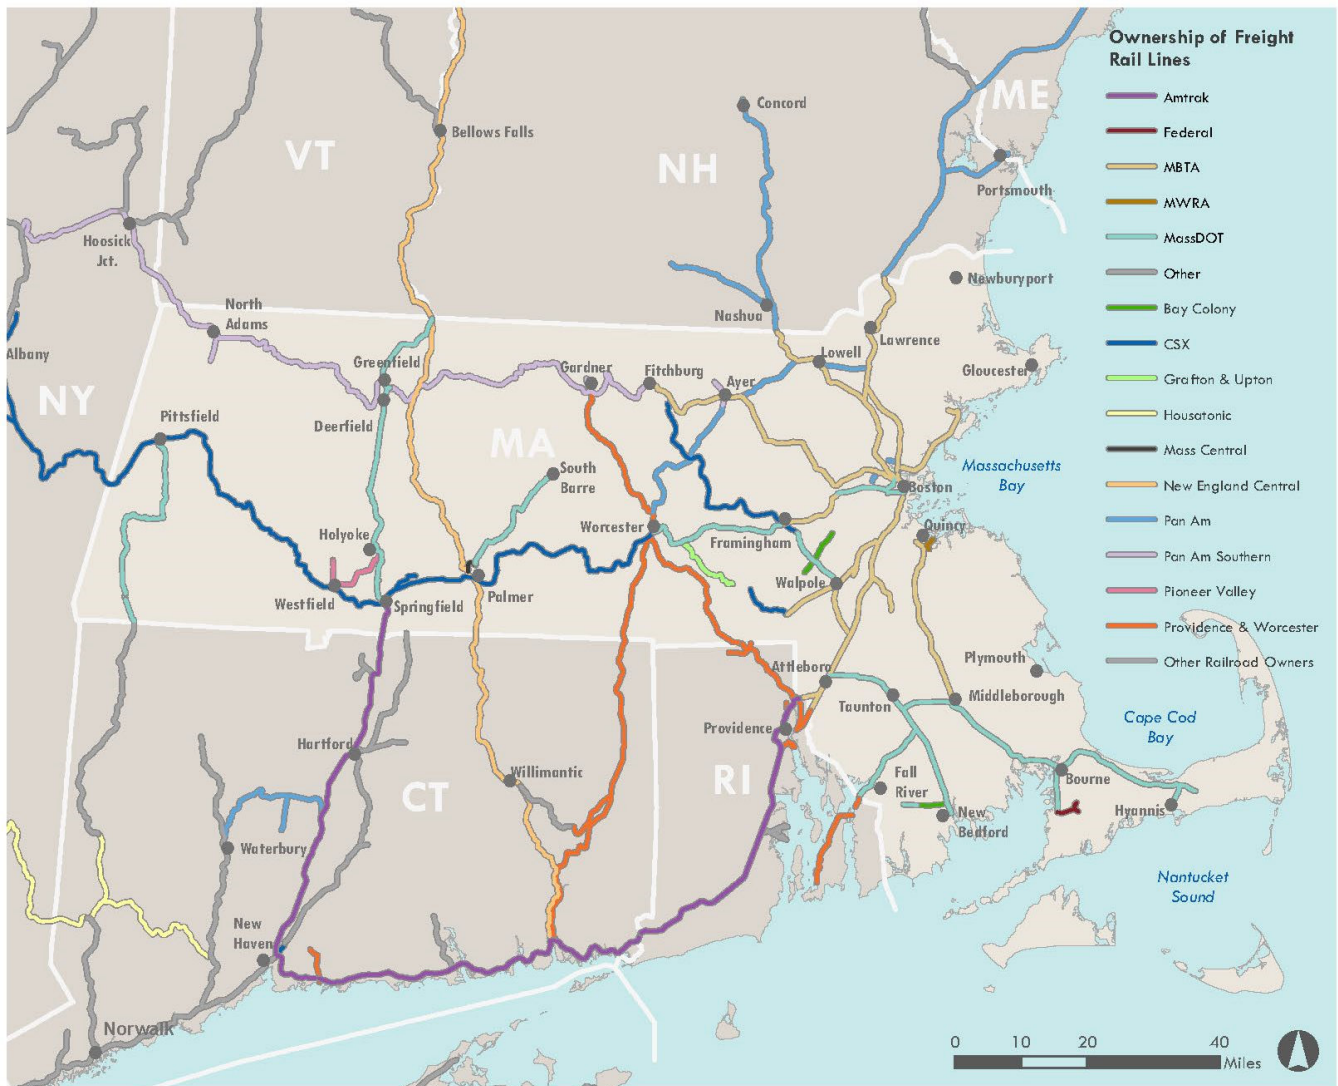 Ownership of Freight
Rail Lines
Amtrak
Federal
MBTA
MWRA
MassDOT
Other
Bay Colony
CSX
Grafton & Upton
Housatonic
Mass Central
New England Central
Pan Am
Pan Am Southern
Pioneer Valley
Providence & Worcester
Other Railroad Owners
ME
Concord
Bellows Falls
VT
NH
Portsmouth
Hoosick
Jct.
Newburyport
North
Adams
Nashua
Lawrence
Albany
Greenfield
Gardner
Fitchburg
Lowell
Ayer
Gloucester
NY
Pittsfield
Deerfield
MA
South
Barre
Massachusetts
Bay
Boston
Holyoke
Worcester
Framingham
Quincy
Westfield
Springfield
Palmer
Walpole
Attleboro
Plymouth
Taunton
Middleborough
Cape Cod
Bay
Hartford
Providence
Willimantic
CT
RI
Fall
River
Bourne
New
Bedford
Hyannis
Waterbury
Nantucket
Sound
New
Haven
Norwalk
0 10 20 40
Miles